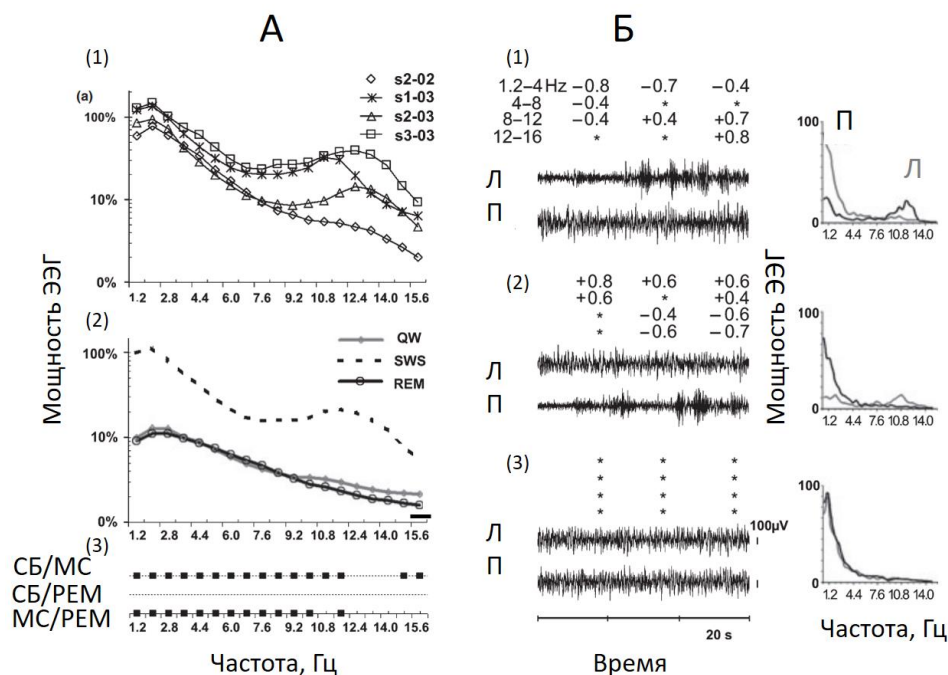 А
(1)
(a)
s2-02
s1-03
s2-03
s3-03
100%
10%
0%
Мощность ЭЭГ
(2)
QW
SWS
REM
100%
10%
0%
1.2 2.8 4.4 6.0 7.6 9.2 10.8 12.4 14.0 15.6
1.2 2.8 4.4 6.0 7.6 9.2 10.8 12.4 14.0 15.6
(3)
СБ/МС
СБ/РЕМ
МС/РЕМ
1.2 2.8 4.4 6.0 7.6 9.2 10.8 12.4 14.0 15.6
Частота, Гц
Б
(1)
1.2–4 Hz −0.8 −0.7 −0.4
4-8 −0.4 * *
8-12 −0.4 +0.4 +0.7
12-16 * * +0.8
Л
П
(2)
+0.8 +0.6 +0.6
+0.6 * +0.4
* −0.4 −0.6
* −0.6 −0.7
Л
П
(3)
* * *
* * *
* * *
* * *
100µV
Л
П
20 s
Время
Мощность ЭЭГ
100
П
Л
0
1.2 4.4 7.6 10.8 14.0
100
0
1.2 4.4 7.6 10.8 14.0
100
0
1.2 4.4 7.6 10.8 14.0
Частота, Гц